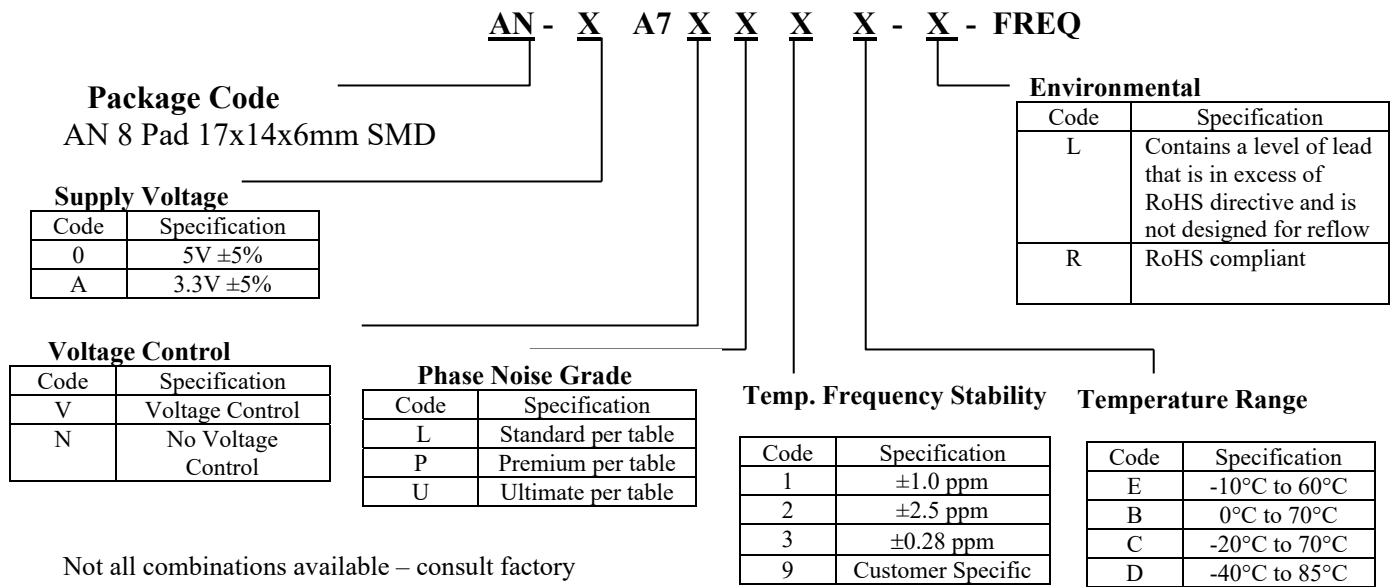 AN - X A7 X X X X - X - FREQ
Package Code
AN 8 Pad 17x14x6mm SMD
Supply Voltage
Code Specification
0 5V ±5%
A 3.3V ±5%
Environmental
Code Specification
L Contains a level of lead
that is in excess of
RoHS directive and is
not designed for reflow
R RoHS compliant
Voltage Control
Code Specification
V Voltage Control
N No Voltage
Control
Phase Noise Grade
Code Specification
L Standard per table
P Premium per table
U Ultimate per table
Temp. Frequency Stability
Code Specification
1 ±1.0 ppm
2 ±2.5 ppm
3 ±0.28 ppm
9 Customer Specific
Temperature Range
Code Specification
E -10°C to 60°C
B 0°C to 70°C
C -20°C to 70°C
D -40°C to 85°C
Not all combinations available – consult factory